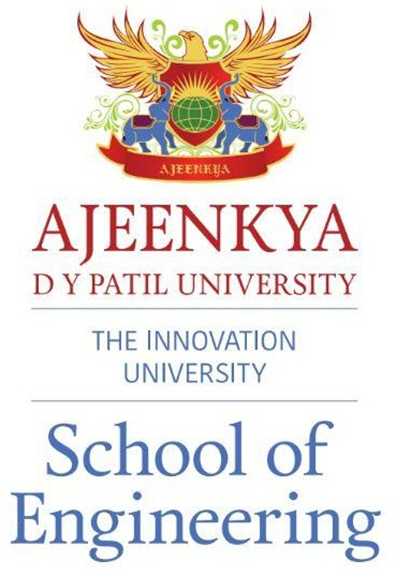 AJEENKYA
AJEENKYA
D Y PATIL UNIVERSITY
THE INNOVATION
UNIVERSITY
School of
Engineering